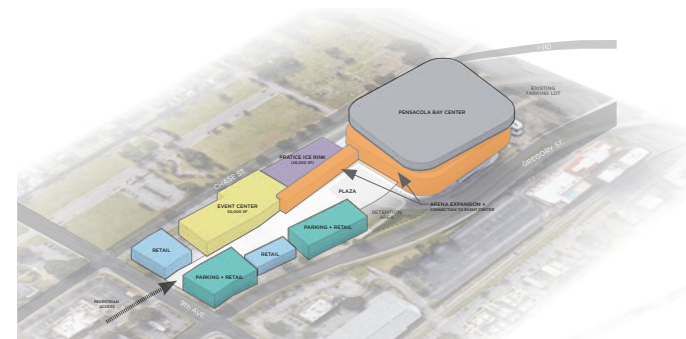 I-110
PENSACOLA BAY CENTER
EXISTING
PARKING LOT
GREGORY ST.
PRATICE ICE RINK
(20,000-SF)
CHASE ST.
PLAZA
EVENT CENTER
50,000-SF
ARENA EXPANSION +
CONNECTION TO EVENT CENTER
RETENTION
AREA
PARKING + RETAIL
RETAIL
RETAIL
PARKING + RETAIL
PEDESTRIAN
ACCESS
9th AVE.